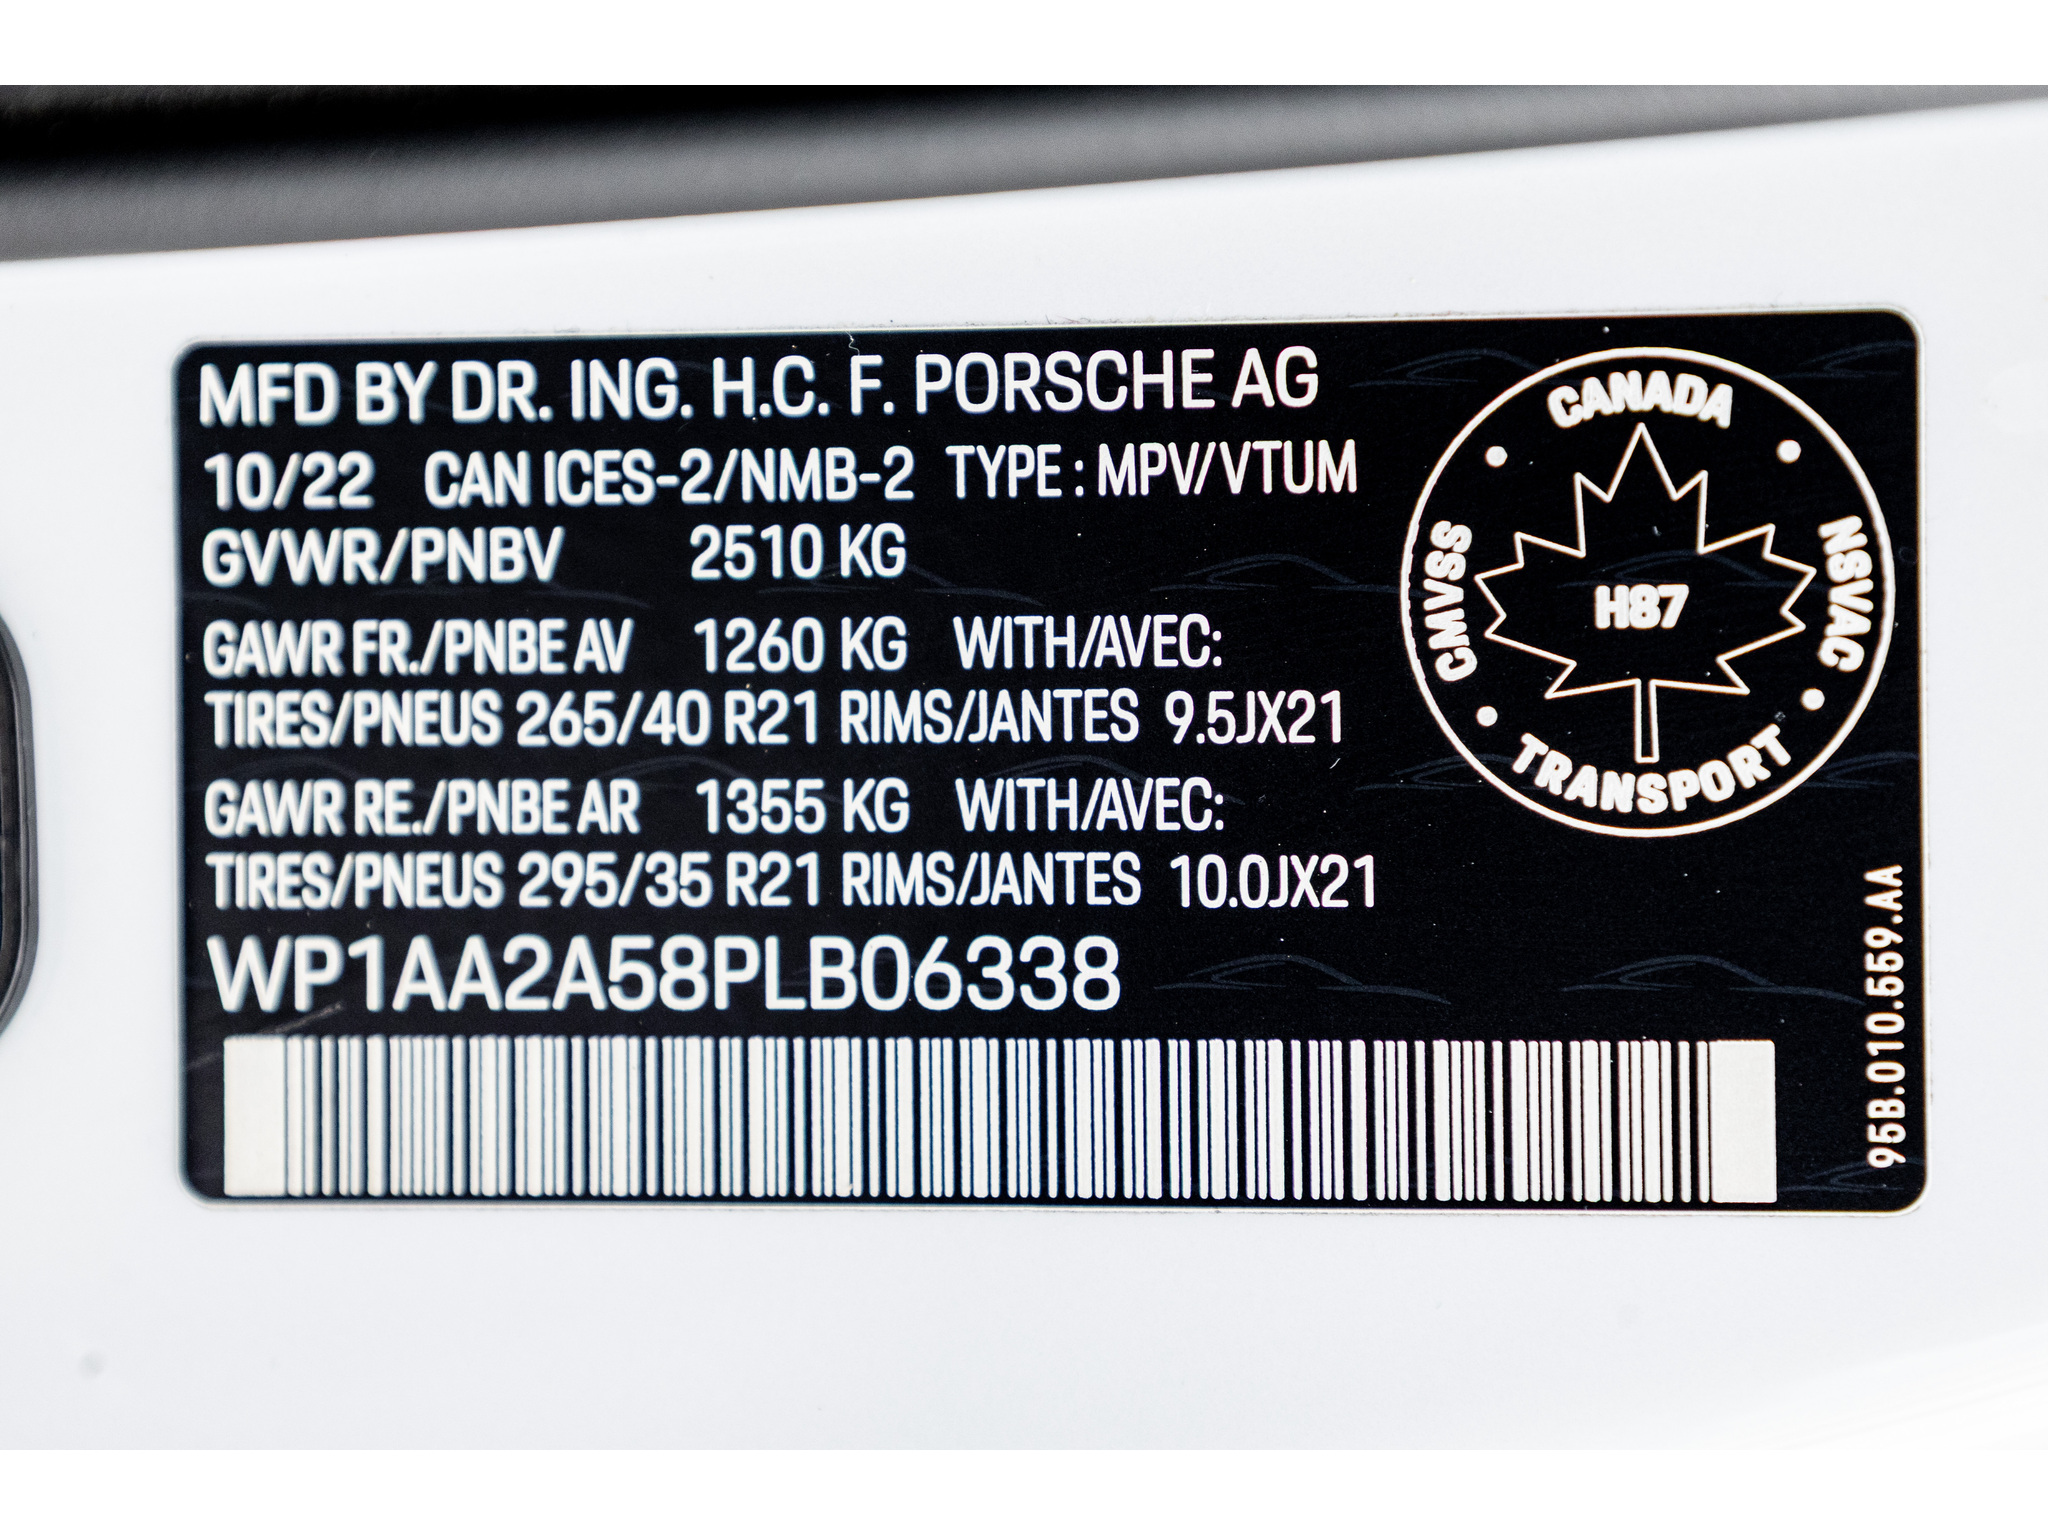 MFD BY DR. ING. H.C. F. PORSCHE AG
10/22 CAN ICES-2/NMB-2 TYPE : MPV/VTUM
GVWR/PNBV 2510 KG
GAWR FR./PNBE AV 1260 KG WITH/AVEC:
TIRES/PNEUS 265/40 R21 RIMS/JANTES 9.5JX21
GAWR RE./PNBE AR 1355 KG WITH/AVEC:
TIRES/PNEUS 295/35 R21 RIMS/JANTES 10.0JX21
WP1AA2A58PLB06338
CANADA
CMVSS
H87
NSVAC
TRANSPORT
95B.010.559.AA